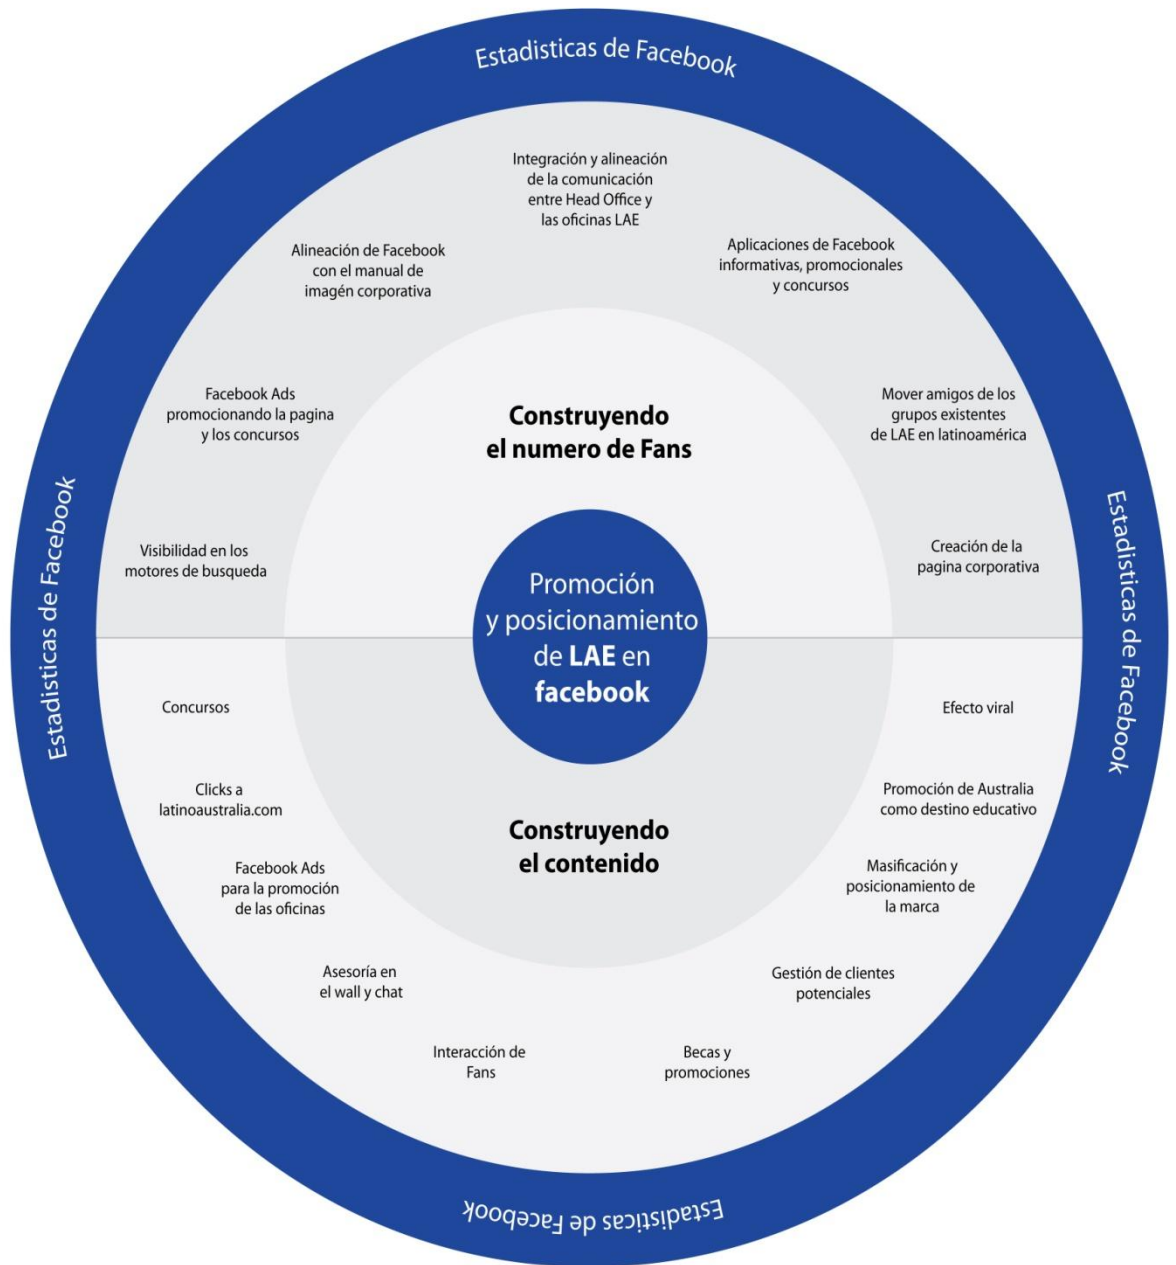 Estadisticas de Facebook
Integración y alineación
de la comunicación
entre Head Office y
las oficinas LAE
Alineación de Facebook
con el manual de
imagén corporativa
Aplicaciones de Facebook
informativas, promocionales
y concursos
Facebook Ads
promocionando la pagina
y los concursos
Mover amigos de los
grupos existentes
de LAE en latinoamérica
Construyendo
el numero de Fans
Visibilidad en los
motores de busqueda
Creación de la
pagina corporativa
Estadisticas de Facebook
Estadisticas de Facebook
Promoción
y posicionamiento
de LAE en
facebook
Concursos
Efecto viral
Clicks a
latinoaustralia.com
Promoción de Australia
como destino educativo
Construyendo
el contenido
Facebook Ads
para la promoción
de las oficinas
Masificación y
posicionamiento de
la marca
Asesoría en
el wall y chat
Gestión de clientes
potenciales
Interacción de
Fans
Becas y
promociones
Estadisticas de Facebook